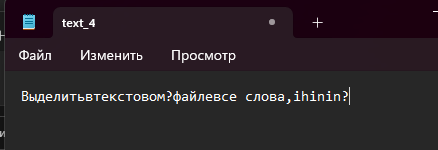 text_4
Файл Изменить Просмотр
Выделитьвтекстовом?файлевсе слова,ihinin?